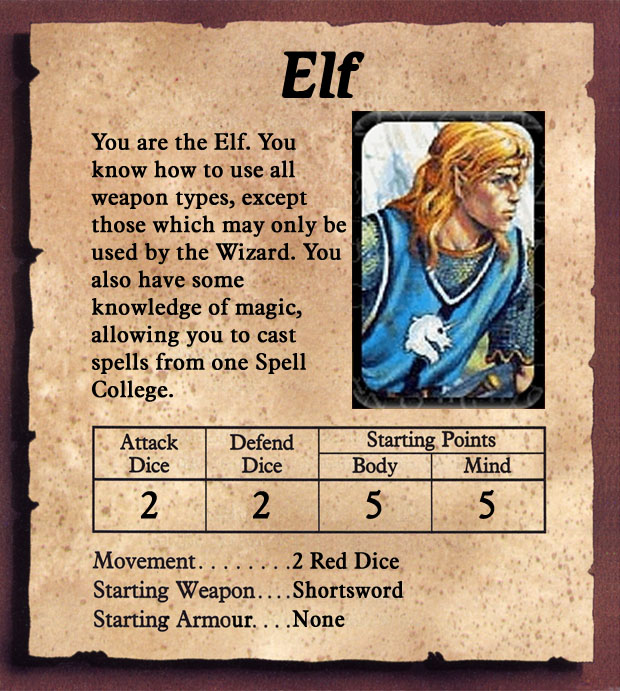 Elf
You are the Elf. You
know how to use all
weapon types, except
those which may only be
used by the Wizard. You
also have some
knowledge of magic,
allowing you to cast
spells from one Spell
College.
Attack Dice
Defend Dice
Starting Points
Body
Mind
2
2
5
5
Movement........2 Red Dice
Starting Weapon....Shortsword
Starting Armour....None